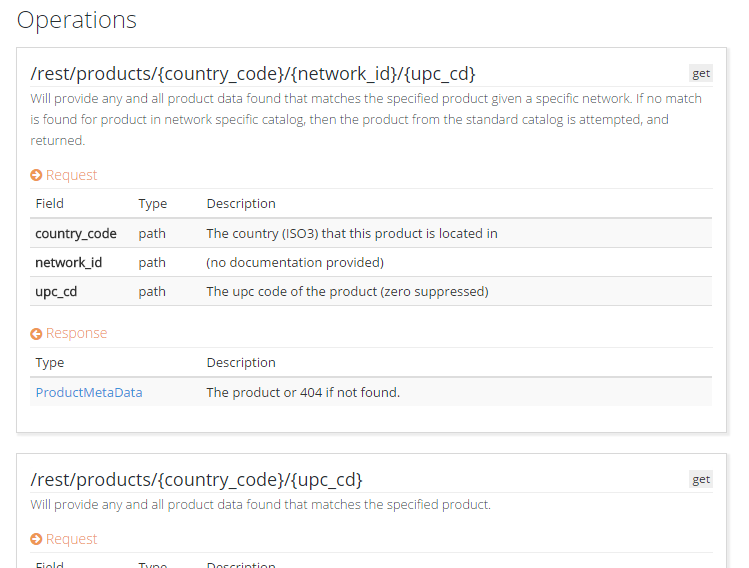 Operations
/rest/products/{country_code}/{network_id}/{upc_cd} get
Will provide any and all product data found that matches the specified product given a specific network. If no match
is found for product in network specific catalog, then the product from the standard catalog is attempted, and
returned.
Request
Field Type Description
country_code path The country (ISO3) that this product is located in
network_id path (no documentation provided)
upc_cd path The upc code of the product (zero suppressed)
Response
Type Description
ProductMetaData The product or 404 if not found.
/rest/products/{country_code}/{upc_cd} get
Will provide any and all product data found that matches the specified product.
Request
Field Type Description